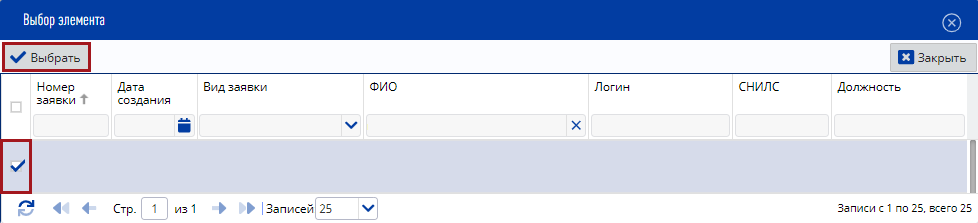 Выбор элемента
Выбрать
Закрыть
Номер заявки
Дата создания
Вид заявки
ФИО
Логин
СНИЛС
Должность
Стр. 1 из 1 Записей 25
Записи с 1 по 25, всего 25